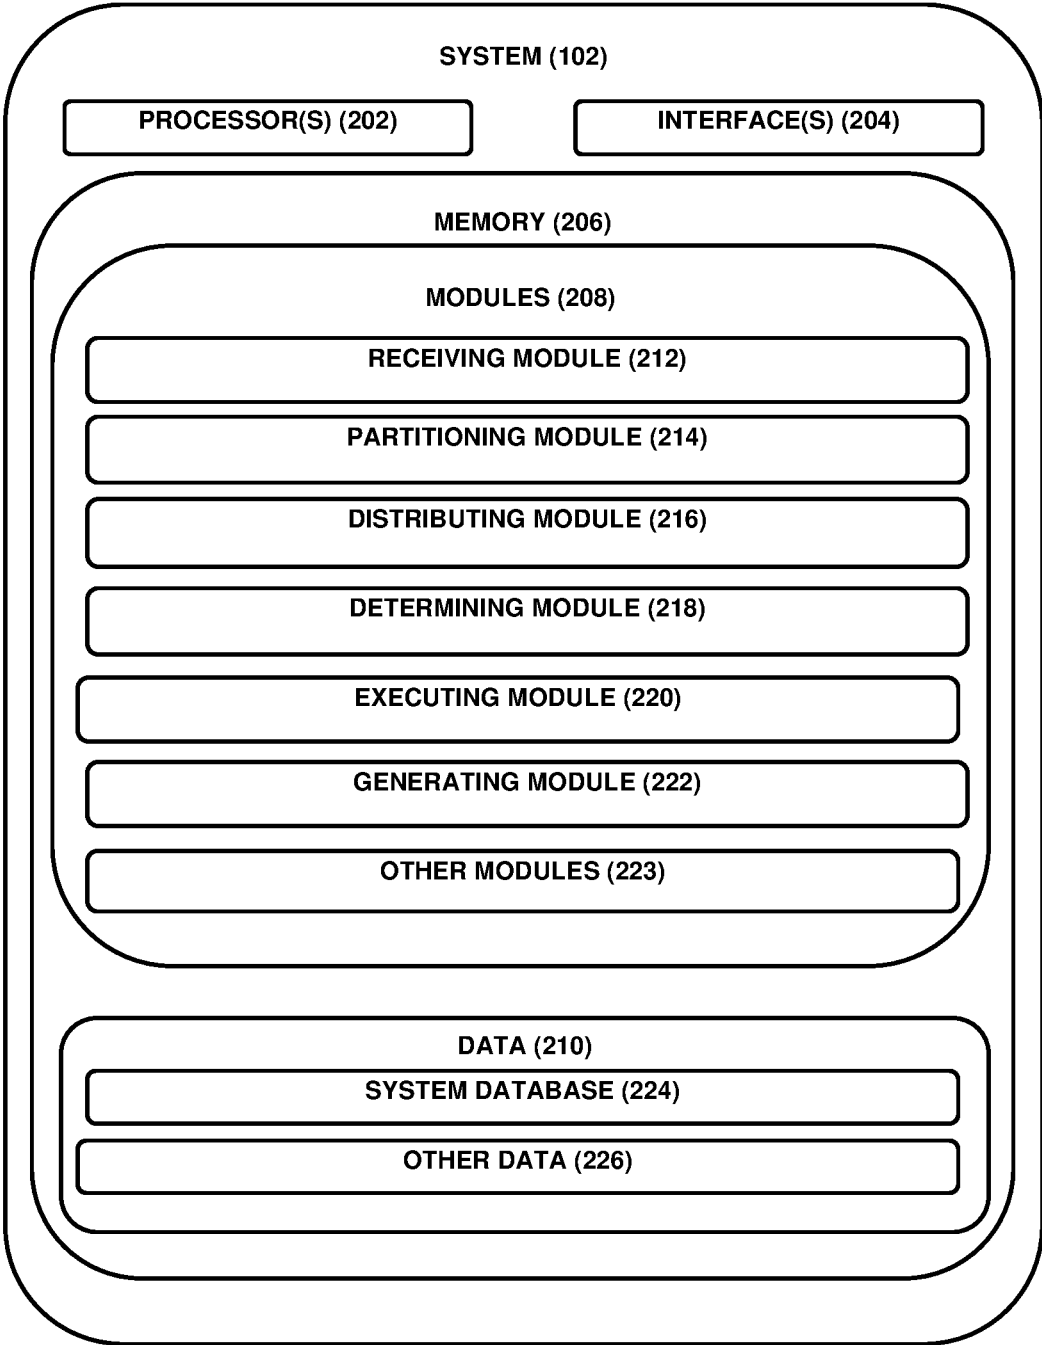 SYSTEM (102)
PROCESSOR(S) (202)
INTERFACE(S) (204)
MEMORY (206)
MODULES (208)
RECEIVING MODULE (212)
PARTITIONING MODULE (214)
DISTRIBUTING MODULE (216)
DETERMINING MODULE (218)
EXECUTING MODULE (220)
GENERATING MODULE (222)
OTHER MODULES (223)
DATA (210)
SYSTEM DATABASE (224)
OTHER DATA (226)